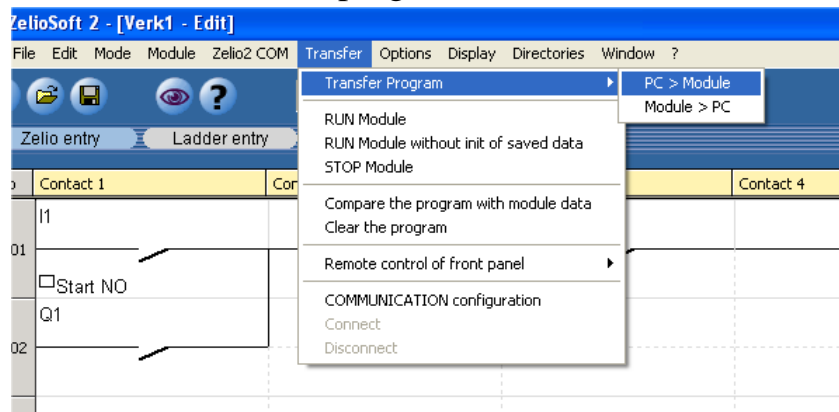 ZelioSoft 2 - [Verk1 - Edit]
File Edit Mode Module Zelio2 COM Transfer Options Display Directories Window ?
Transfer Program
PC > Module
Module > PC
RUN Module
RUN Module without init of saved data
STOP Module
Compare the program with module data
Clear the program
Remote control of front panel
COMMUNICATION configuration
Connect
Disconnect
Zelio entry Ladder entry
Contact 1 Con Contact 4
I1
01
Start NO
Q1
02